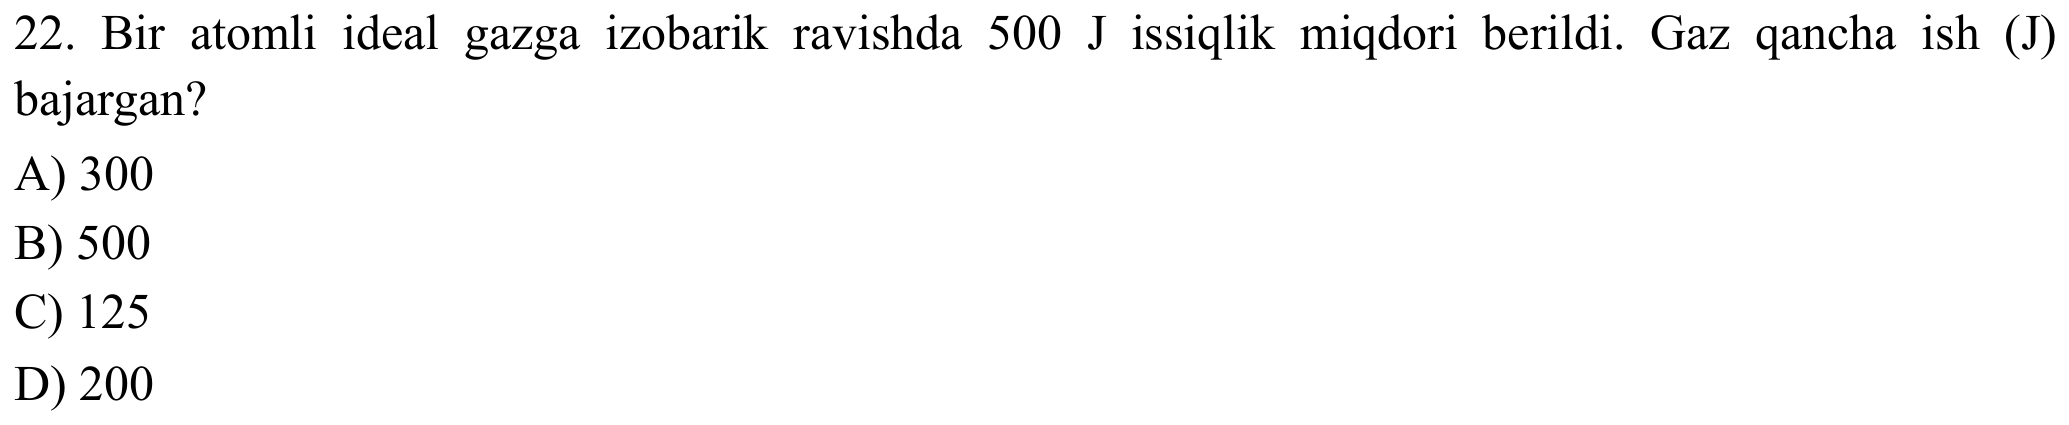 22. Bir atomli ideal gazga izobarik ravishda 500 J issiqlik miqdori berildi. Gaz qancha ish (J)
bajargan?
A) 300
B) 500
C) 125
D) 200